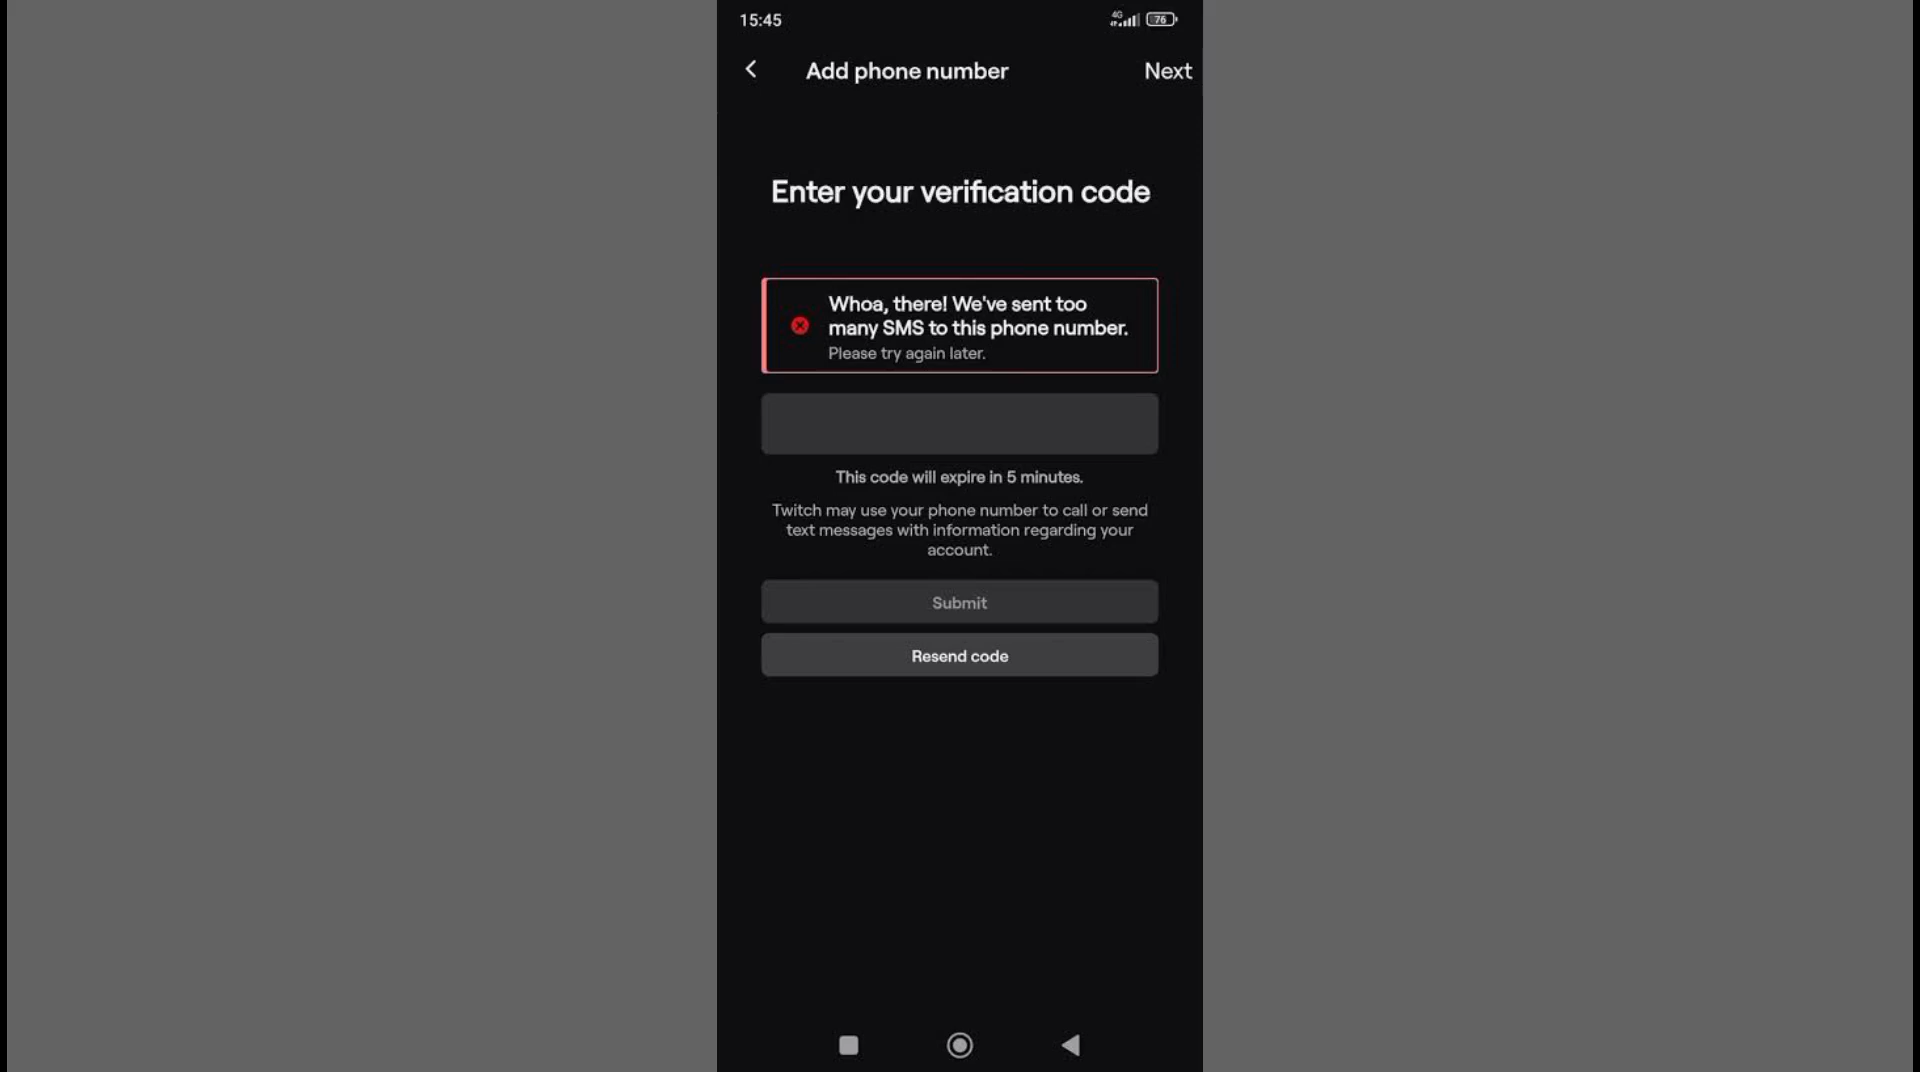 15:45
4G
76
Add phone number
Next
Enter your verification code
Whoa, there! We've sent too
many SMS to this phone number.
Please try again later.
This code will expire in 5 minutes.
Twitch may use your phone number to call or send
text messages with information regarding your
account.
Submit
Resend code